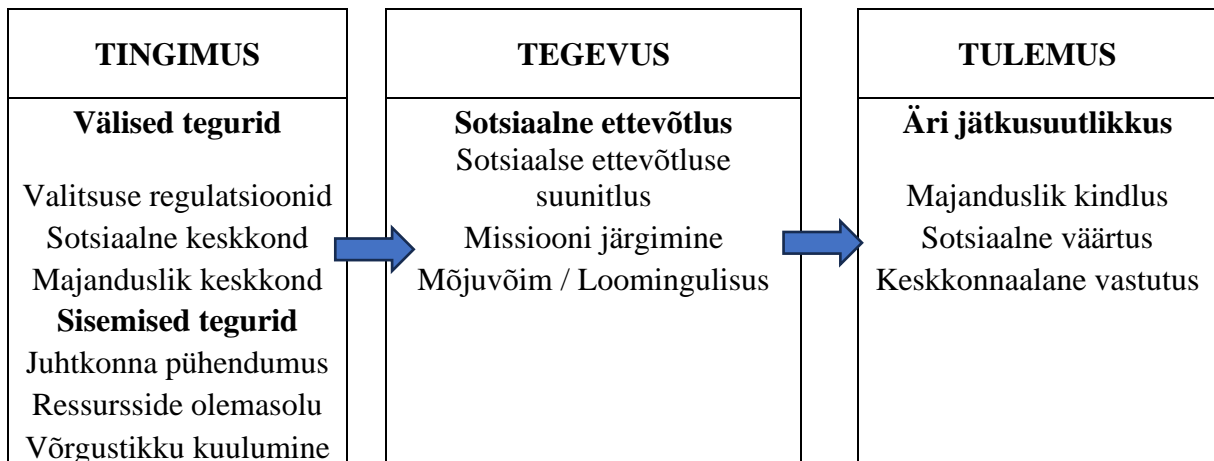 TINGIMUS
Välised tegurid
Valitsuse regulatsioonid
Sotsiaalne keskkond
Majanduslik keskkond
Sisemised tegurid
Juhtkonna pühendumus
Ressursside olemasolu
Võrgustikku kuulumine
TEGEVUS
Sotsiaalne ettevõtlus
Sotsiaalse ettevõtluse
suunitlus
Missiooni järgimine
Mõjuvõim / Loomingulisus
TULEMUS
Äri jätkusuutlikkus
Majanduslik kindlus
Sotsiaalne väärtus
Keskkonnaalane vastutus